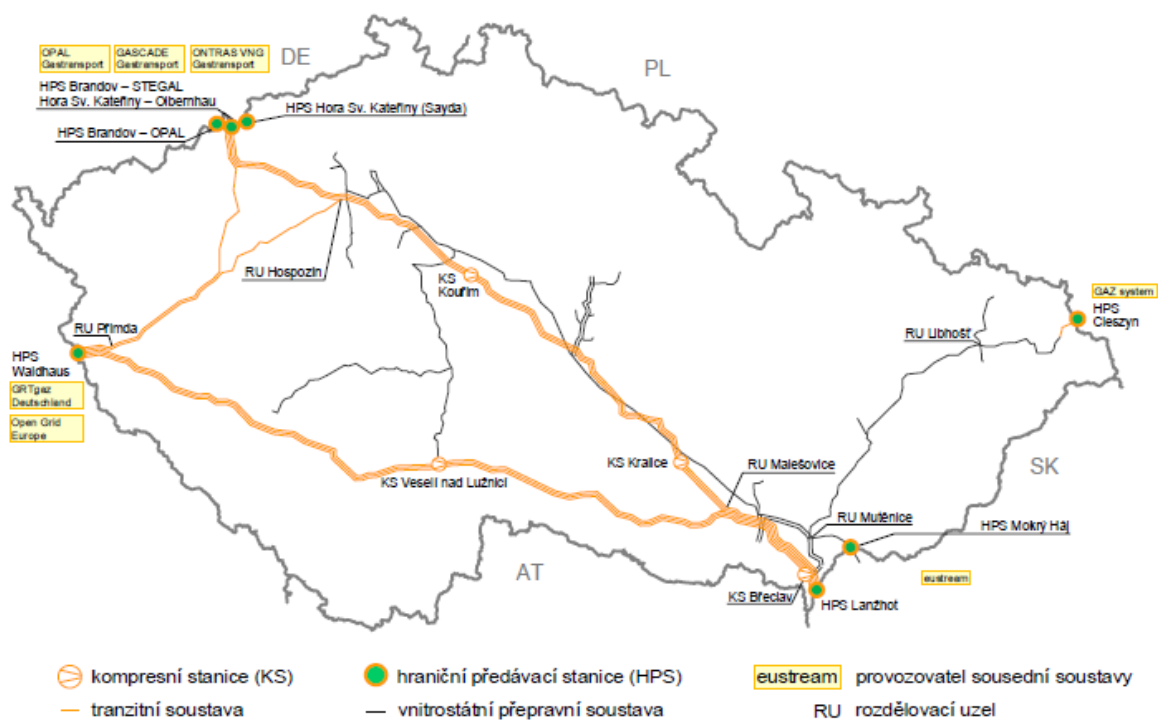 OPAL
Gastransport
GASCADE
Gastransport
ONTRAS VNG
Gastransport
DE
PL
HPS Brandov – STEGAL
Hora Sv. Kateřiny – Olbernhau
HPS Hora Sv. Kateřiny (Sayda)
HPS Brandov – OPAL
RU Hospozín
KS
Kouřim
GAZ system
HPS
Cieszyn
RU Libhošť
RU Přimda
HPS
Waidhaus
GRTgaz
Deutschland
Open Grid
Europe
KS Kralice
KS Veselí nad Lužnicí
RU Malešovice
SK
RU Mutěnice
HPS Mokrý Háj
AT
eustream
KS Břeclav
HPS Lanžhot
kompresní stanice (KS)
hraniční předávací stanice (HPS)
eustream
provozovatel sousední soustavy
tranzitní soustava
vnitrostátní přepravní soustava
RU
rozdělovací uzel